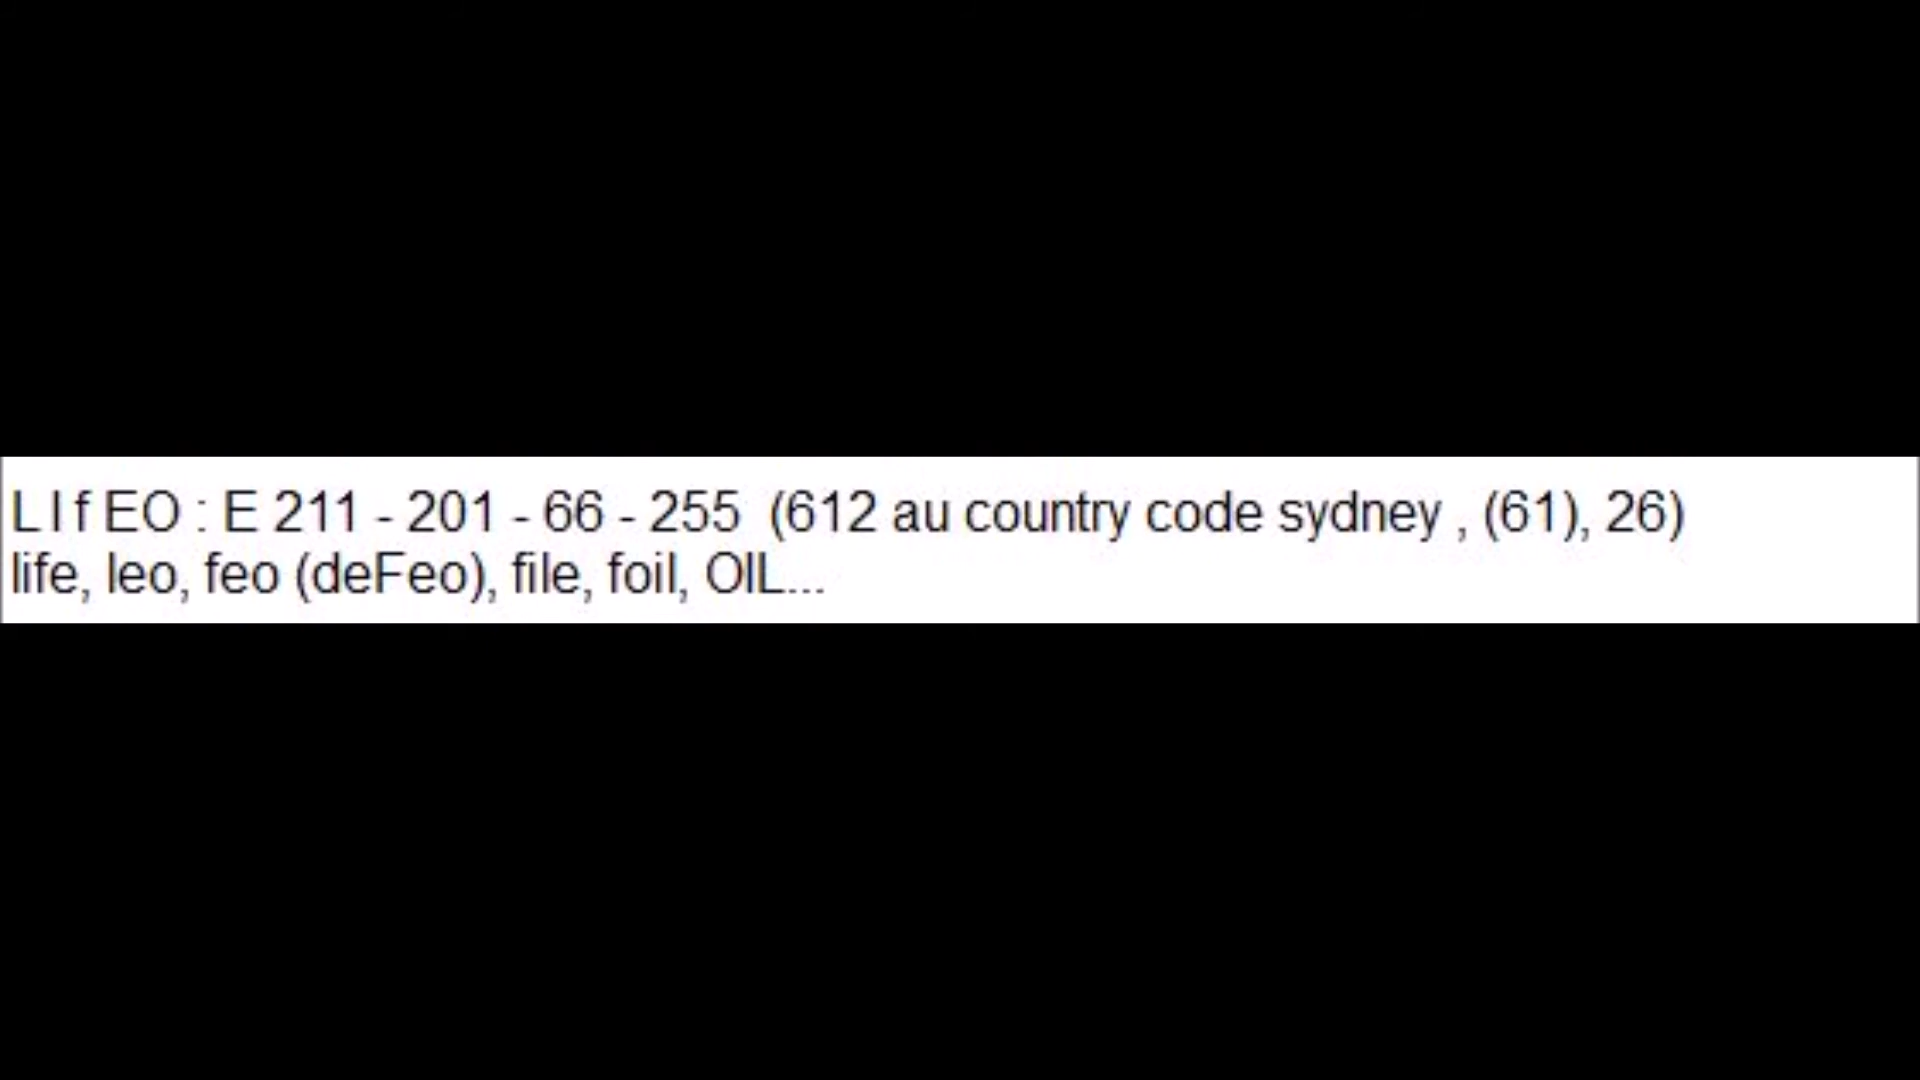 L I f EO : E 211 - 201 - 66 - 255  (612 au country code sydney , (61), 26)
life, leo, feo (deFeo), file, foil, OIL...